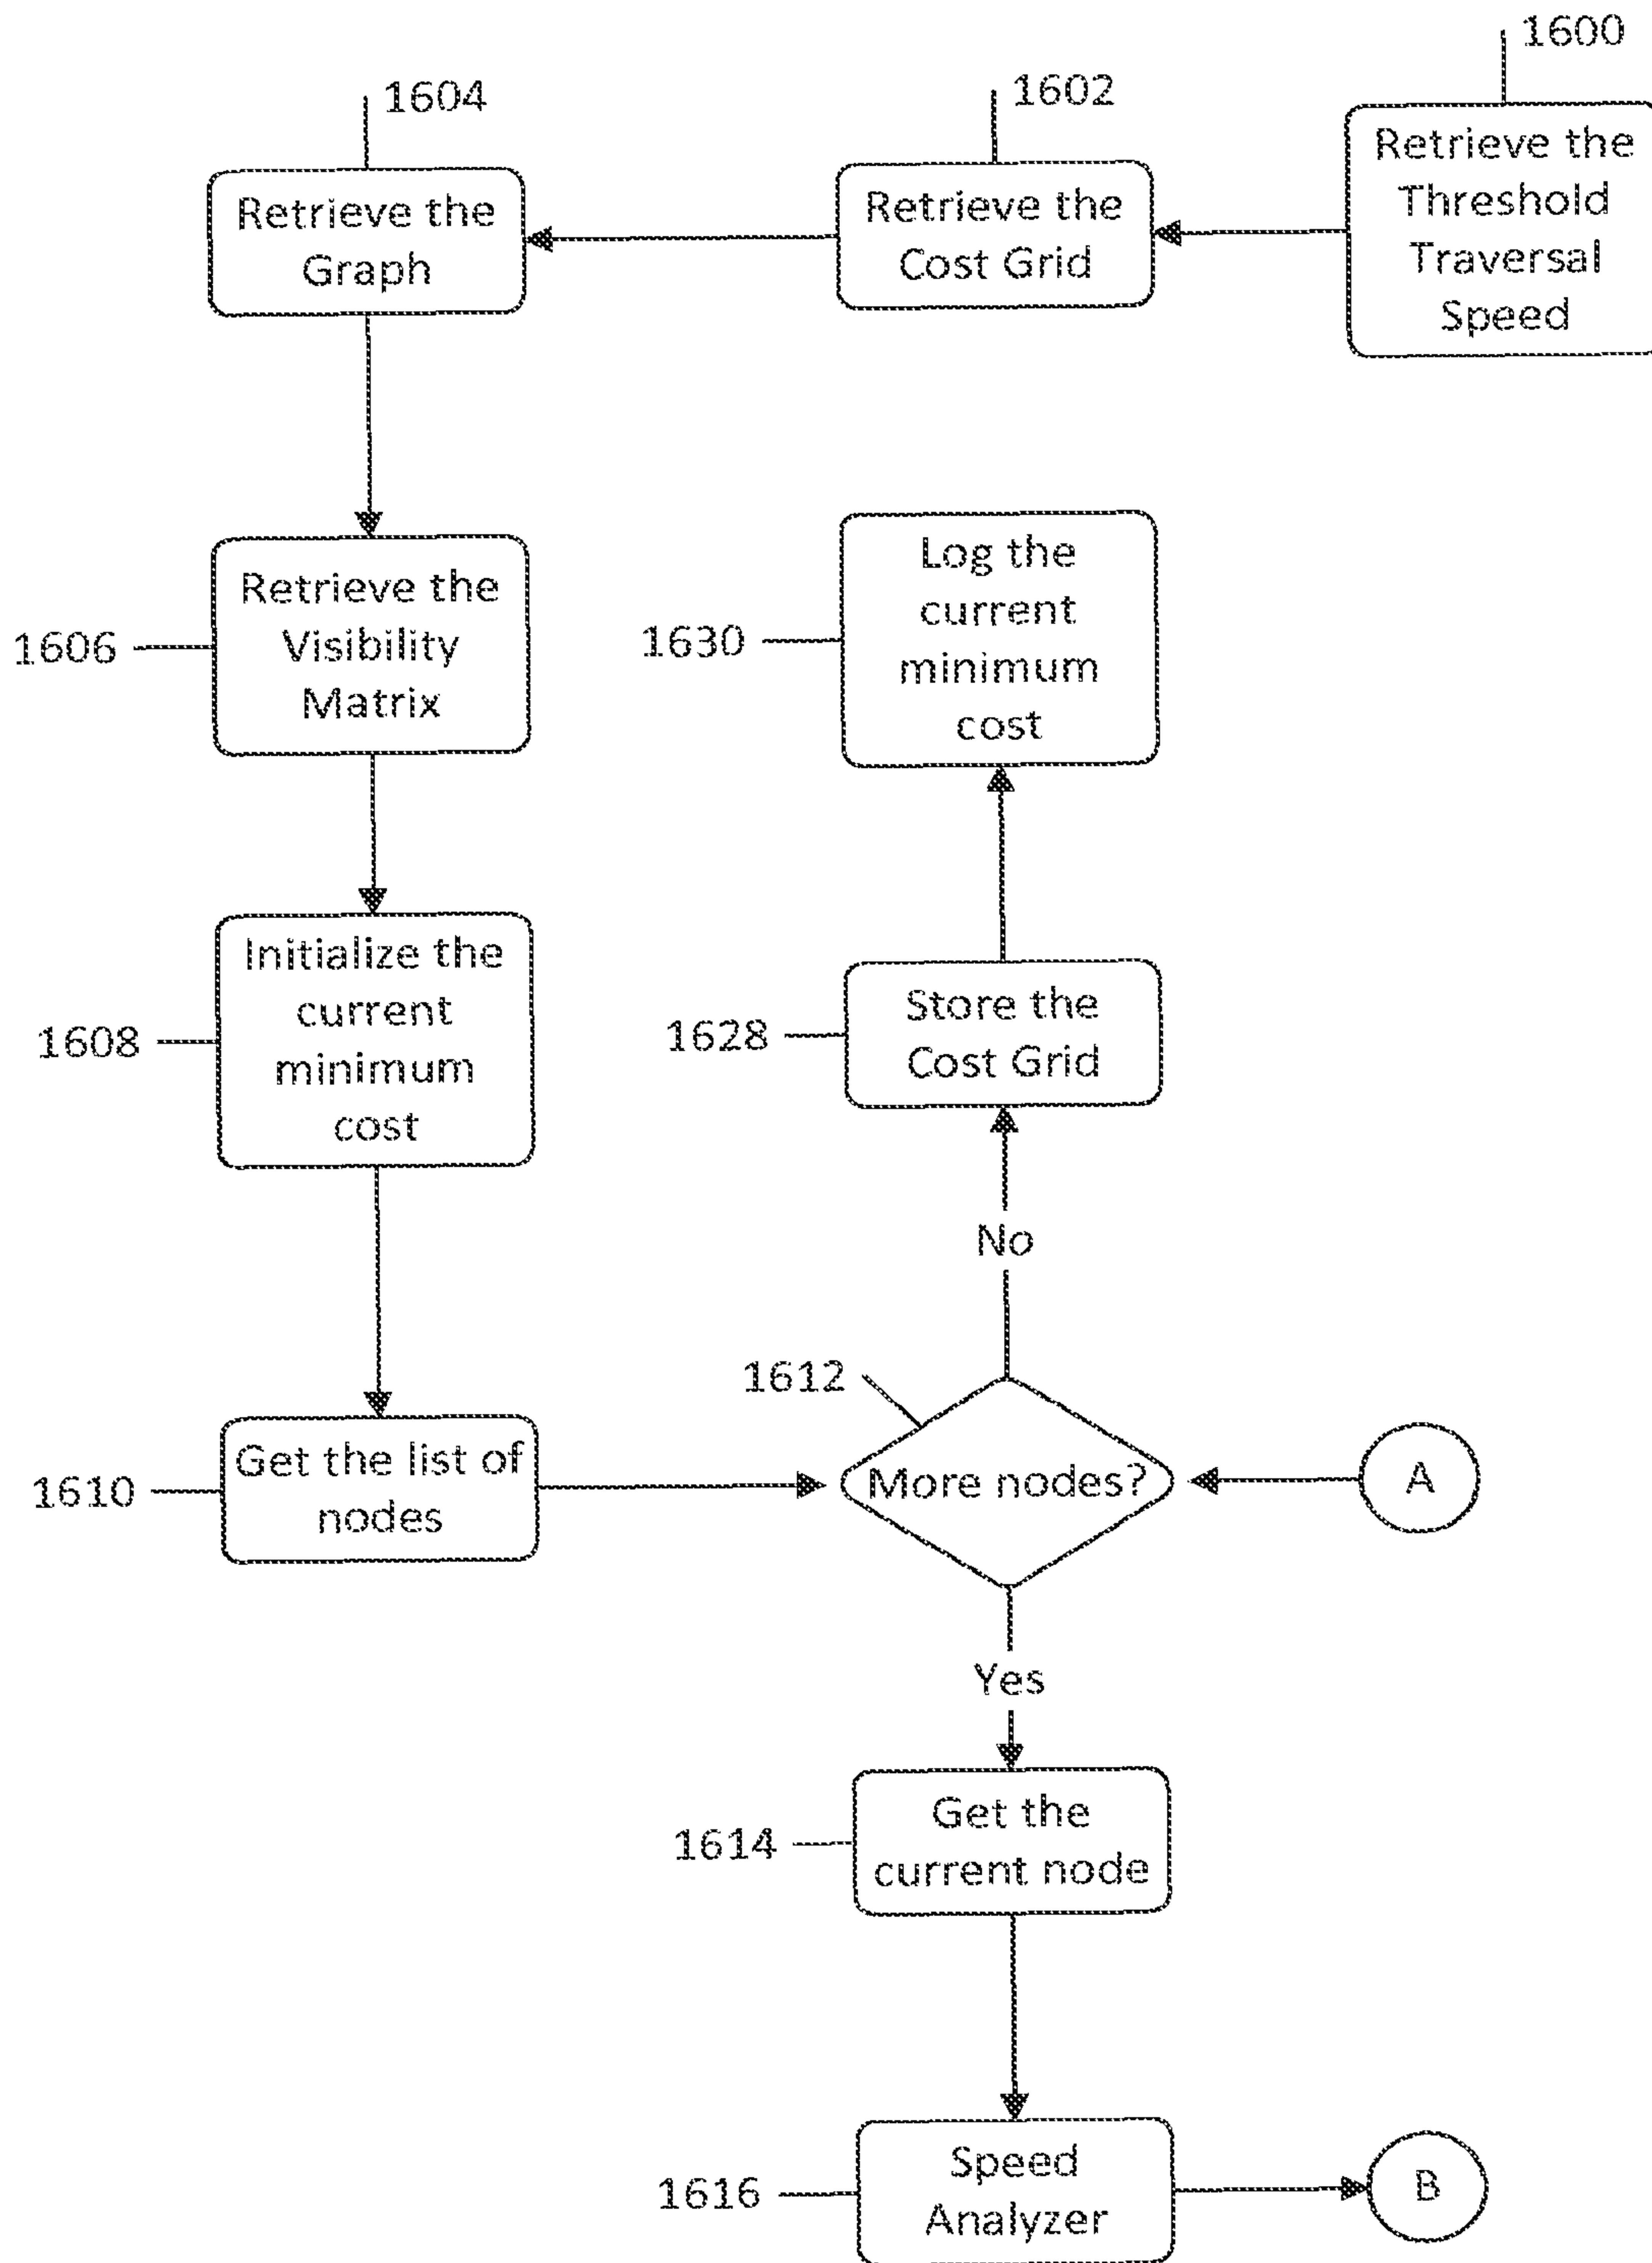 1600
Retrieve the
Threshold
Traversal
Speed
1602
Retrieve the
Cost Grid
1604
Retrieve the
Graph
1606
Retrieve the
Visibility
Matrix
1608
Initialize the
current
minimum
cost
1610
Get the list of
nodes
1612
More nodes?
A
No
1628
Store the
Cost Grid
1630
Log the
current
minimum
cost
Yes
1614
Get the
current node
1616
Speed
Analyzer
B